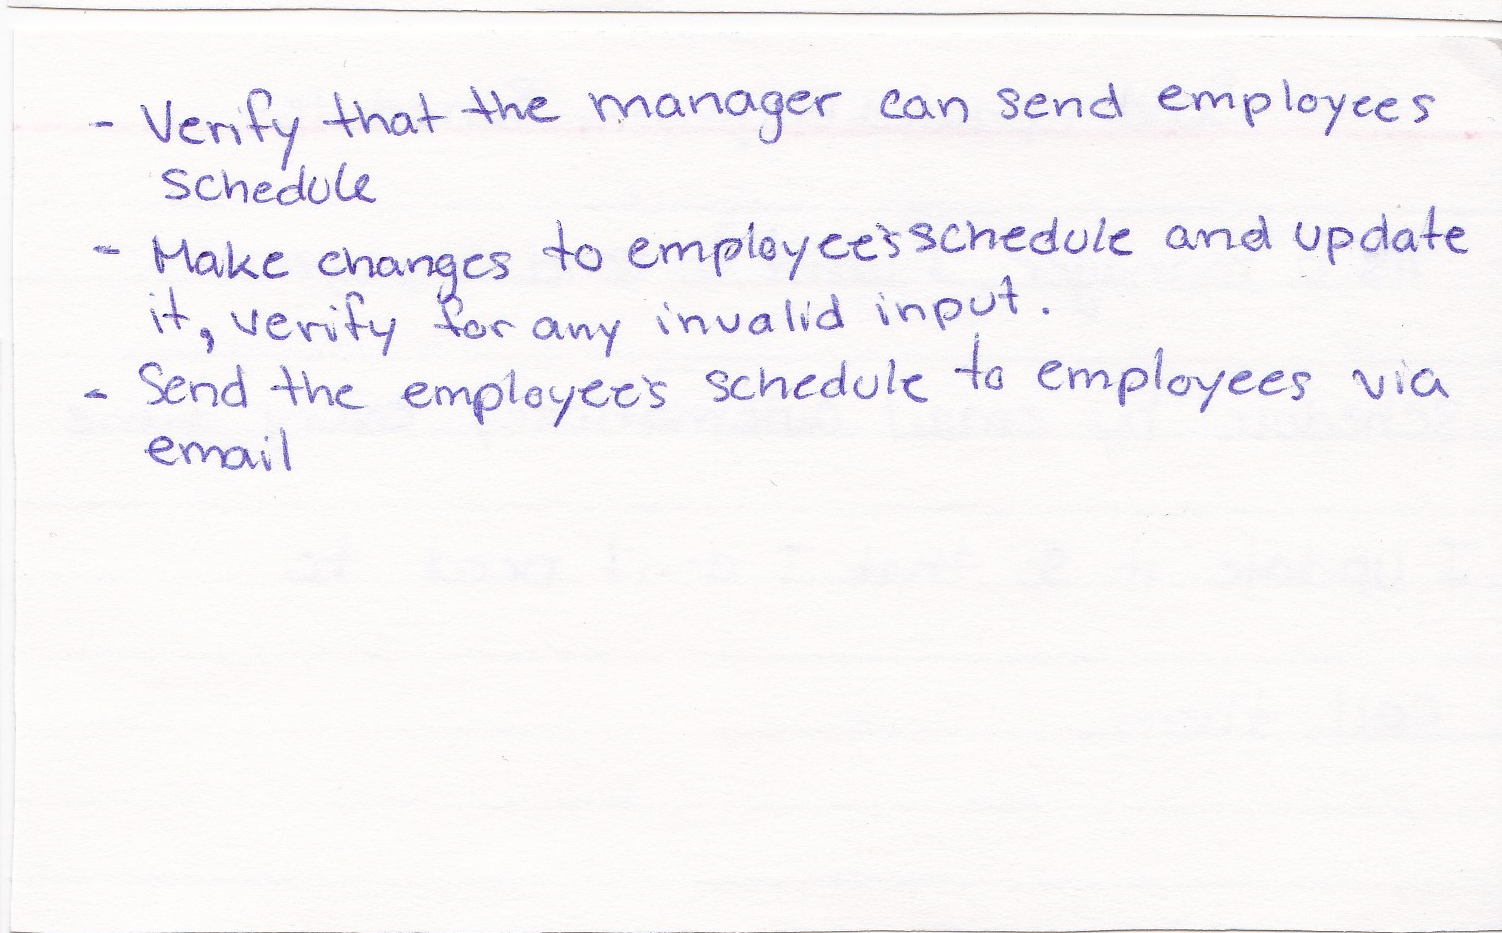 - Verify that the manager can send employees
schedule
- Make changes to employee's schedule and update
it, verify for any invalid input.
- Send the employee's schedule to employees via
email